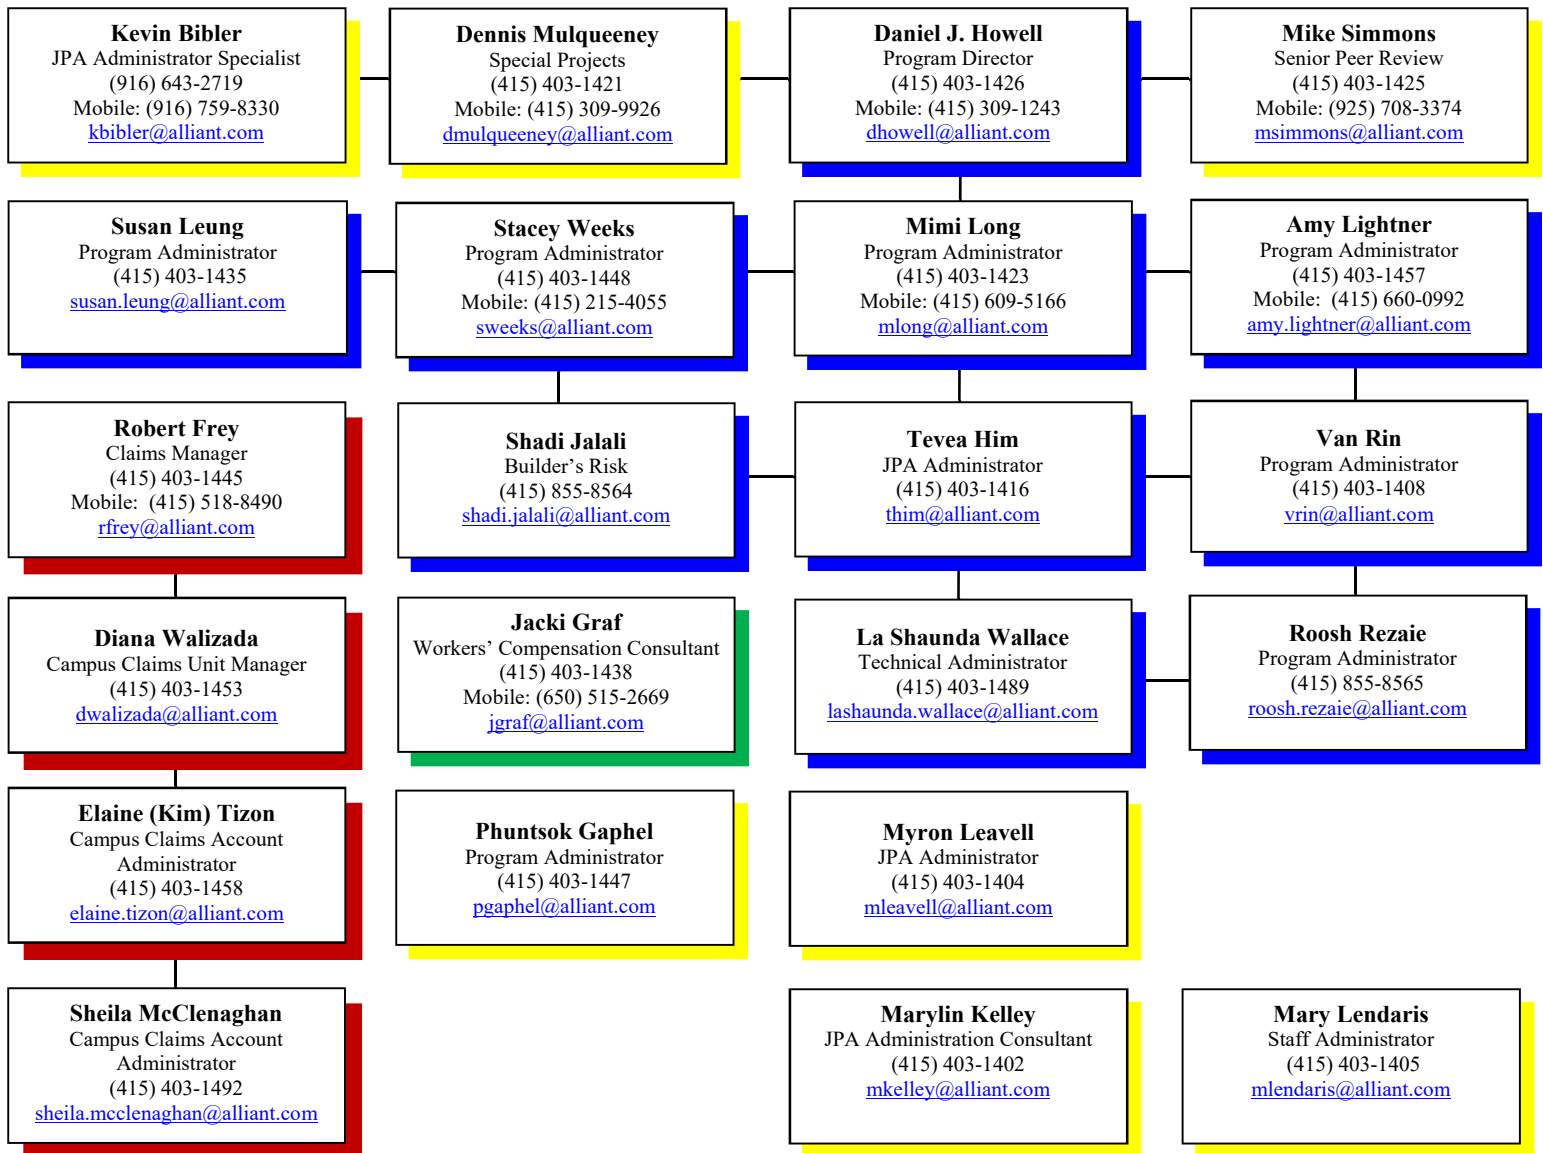 Kevin Bibler
JPA Administrator Specialist
(916) 643-2719
Mobile: (916) 759-8330
kbibler@alliant.com
Dennis Mulqueeney
Special Projects
(415) 403-1421
Mobile: (415) 309-9926
dmulqueeney@alliant.com
Daniel J. Howell
Program Director
(415) 403-1426
Mobile: (415) 309-1243
dhowell@alliant.com
Mike Simmons
Senior Peer Review
(415) 403-1425
Mobile: (925) 708-3374
msimmons@alliant.com
Susan Leung
Program Administrator
(415) 403-1435
susan.leung@alliant.com
Stacey Weeks
Program Administrator
(415) 403-1448
Mobile: (415) 215-4055
sweeks@alliant.com
Mimi Long
Program Administrator
(415) 403-1423
Mobile: (415) 609-5166
mlong@alliant.com
Amy Lightner
Program Administrator
(415) 403-1457
Mobile:  (415) 660-0992
amy.lightner@alliant.com
Robert Frey
Claims Manager
(415) 403-1445
Mobile:  (415) 518-8490
rfrey@alliant.com
Shadi Jalali
Builder’s Risk
(415) 855-8564
shadi.jalali@alliant.com
Tevea Him
JPA Administrator
(415) 403-1416
thim@alliant.com
Van Rin
Program Administrator
(415) 403-1408
vrin@alliant.com
Diana Walizada
Campus Claims Unit Manager
(415) 403-1453
dwalizada@alliant.com
Jacki Graf
Workers’ Compensation Consultant
(415) 403-1438
Mobile: (650) 515-2669
jgraf@alliant.com
La Shaunda Wallace
Technical Administrator
(415) 403-1489
lashaunda.wallace@alliant.com
Roosh Rezaie
Program Administrator
(415) 855-8565
roosh.rezaie@alliant.com
Elaine (Kim) Tizon
Campus Claims Account
Administrator
(415) 403-1458
elaine.tizon@alliant.com
Phuntsok Gaphel
Program Administrator
(415) 403-1447
pgaphel@alliant.com
Myron Leavell
JPA Administrator
(415) 403-1404
mleavell@alliant.com
Sheila McClenaghan
Campus Claims Account
Administrator
(415) 403-1492
sheila.mcclenaghan@alliant.com
Marylin Kelley
JPA Administration Consultant
(415) 403-1402
mkelley@alliant.com
Mary Lendaris
Staff Administrator
(415) 403-1405
mlendaris@alliant.com